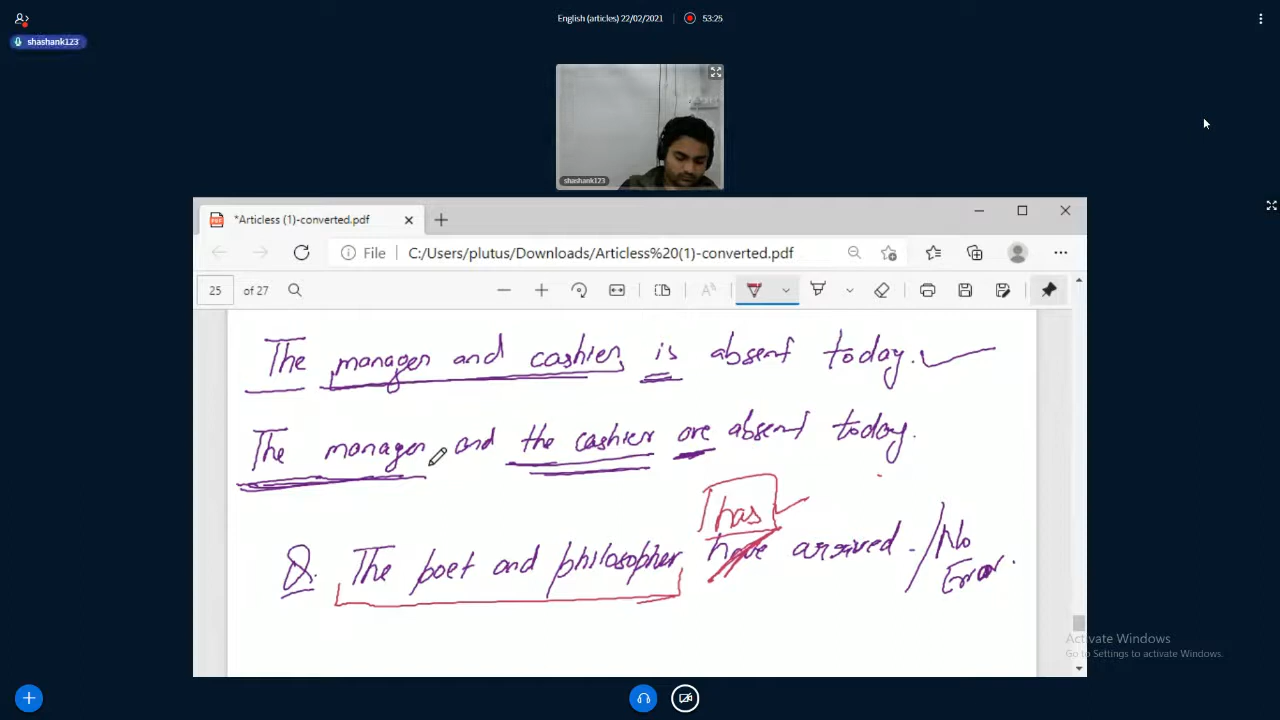 English (articles) 22/02/2021 53:25
shashank123
shashank123
*Articless (1)-converted.pdf
File C:/Users/plutus/Downloads/Articless%20(1)-converted.pdf
25 of 27
The manager and cashier is absent today.
The manager and the cashier are absent today.
has
Q. The poet and philosopher have arrived. / No
Error.
Activate Windows
Go to Settings to activate Windows.